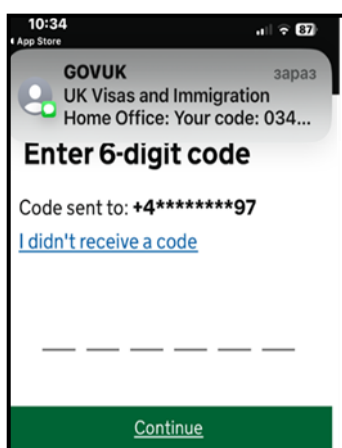 10:34
87
App Store
GOVUK зараз
UK Visas and Immigration
Home Office: Your code: 034...
Enter 6-digit code
Code sent to: +4********97
I didn't receive a code
Continue